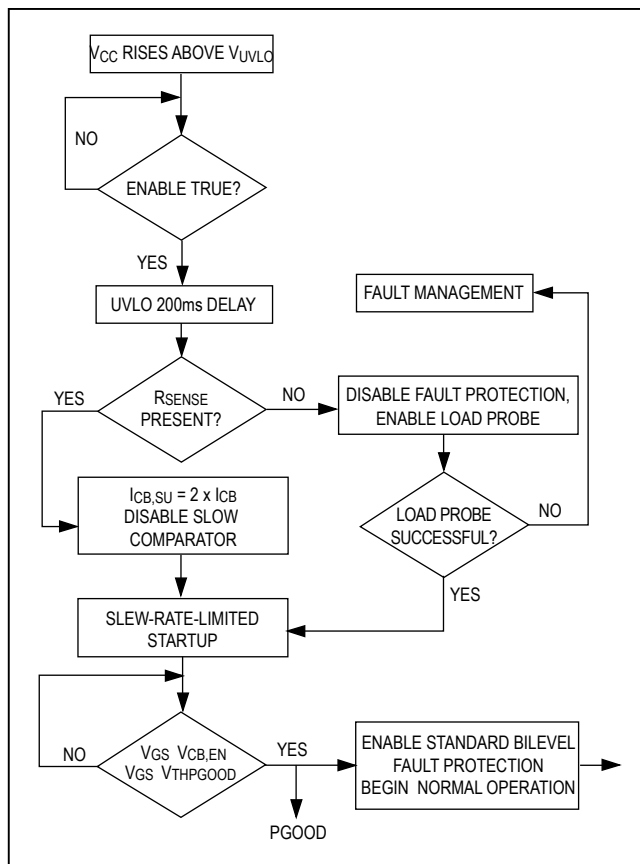 VCC RISES ABOVE VUVLO
NO
ENABLE TRUE?
YES
UVLO 200ms DELAY
FAULT MANAGEMENT
YES
RSENSE
PRESENT?
NO
DISABLE FAULT PROTECTION,
ENABLE LOAD PROBE
ICB,SU = 2 x ICB
DISABLE SLOW
COMPARATOR
LOAD PROBE
SUCCESSFUL?
NO
YES
SLEW-RATE-LIMITED
STARTUP
NO
VGS VCB,EN
VGS VTHPGOOD
YES
ENABLE STANDARD BILEVEL
FAULT PROTECTION
BEGIN NORMAL OPERATION
PGOOD